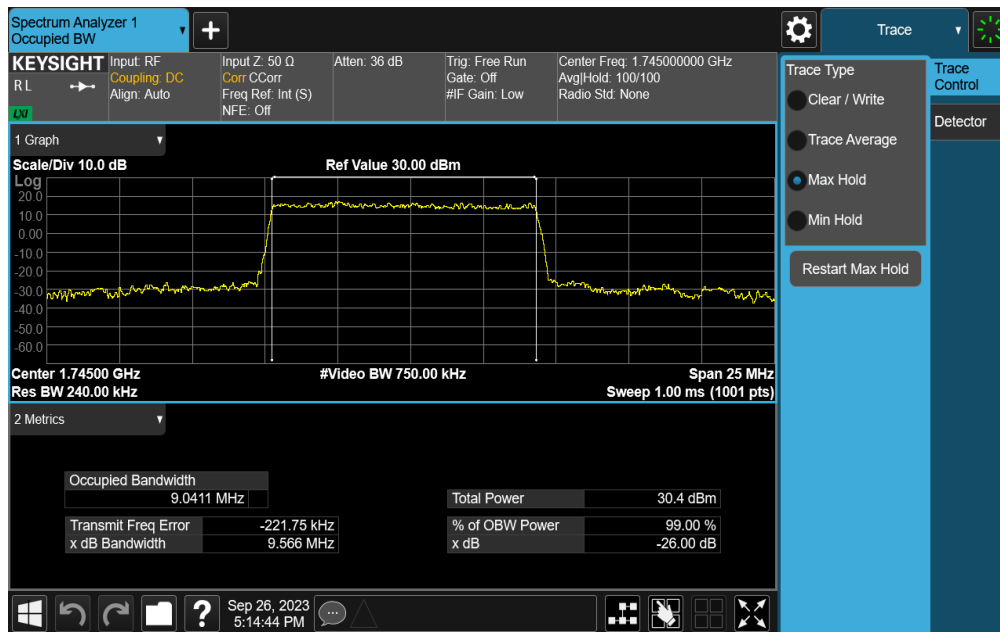 Spectrum Analyzer 1
Occupied BW
Trace
KEYSIGHT
RL
LXI
Input: RF
Coupling: DC
Align: Auto
Input Z: 50 Ω
Corr CCorr
Freq Ref: Int (S)
NFE: Off
Atten: 36 dB
Trig: Free Run
Gate: Off
#IF Gain: Low
Center Freq: 1.745000000 GHz
Avg|Hold: 100/100
Radio Std: None
Trace Type
Clear / Write
Trace Average
Max Hold
Min Hold
Restart Max Hold
Trace
Control
Detector
1 Graph
Scale/Div 10.0 dB
Ref Value 30.00 dBm
Log
20.0
10.0
0.00
-10.0
-20.0
-30.0
-40.0
-50.0
-60.0
Center 1.74500 GHz
#Video BW 750.00 kHz
Span 25 MHz
Res BW 240.00 kHz
Sweep 1.00 ms (1001 pts)
2 Metrics
Occupied Bandwidth
9.0411 MHz
Total Power 30.4 dBm
Transmit Freq Error -221.75 kHz
% of OBW Power 99.00 %
x dB Bandwidth 9.566 MHz
x dB -26.00 dB
?
Sep 26, 2023
5:14:44 PM